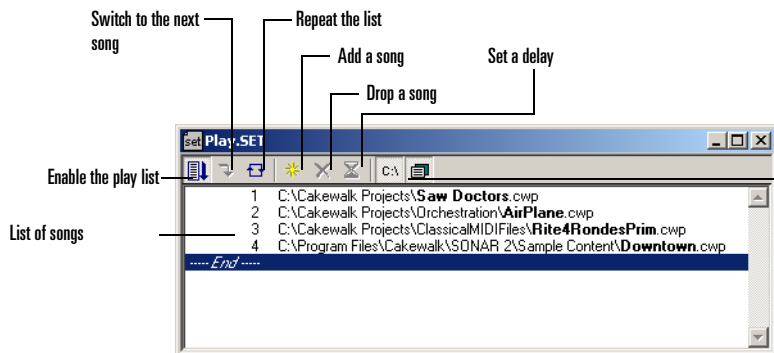 Switch to the next
song
Repeat the list
Add a song
Set a delay
Drop a song
set Play.SET
Enable the play list
C:\
List of songs
1 C:\Cakewalk Projects\Saw Doctors.cwp
2 C:\Cakewalk Projects\Orchestration\AirPlane.cwp
3 C:\Cakewalk Projects\ClassicalMIDIFiles\Rite4RondesPrim.cwp
4 C:\Program Files\Cakewalk\SONAR 2\Sample Content\Downtown.cwp
----- End -----